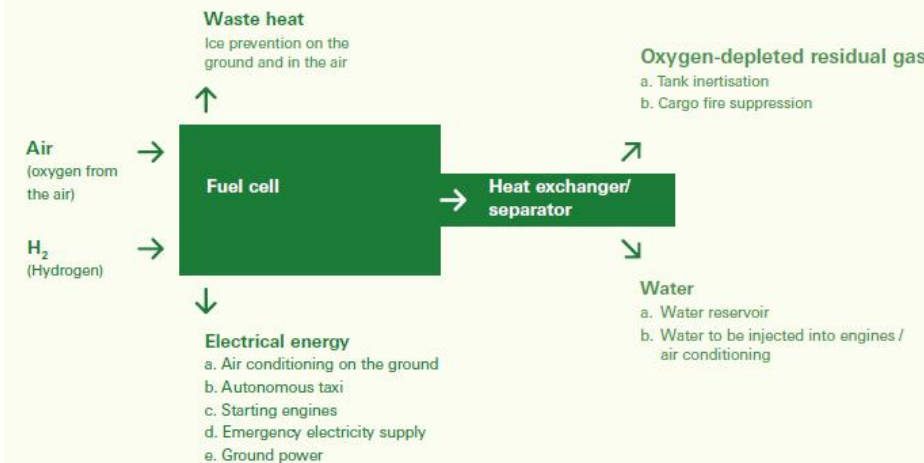 Waste heat
Ice prevention on the
ground and in the air
Oxygen-depleted residual gas
a. Tank inertisation
b. Cargo fire suppression
Air
(oxygen from
the air)
Fuel cell
Heat exchanger/
separator
H₂
(Hydrogen)
Electrical energy
a. Air conditioning on the ground
b. Autonomous taxi
c. Starting engines
d. Emergency electricity supply
e. Ground power
Water
a. Water reservoir
b. Water to be injected into engines /
air conditioning